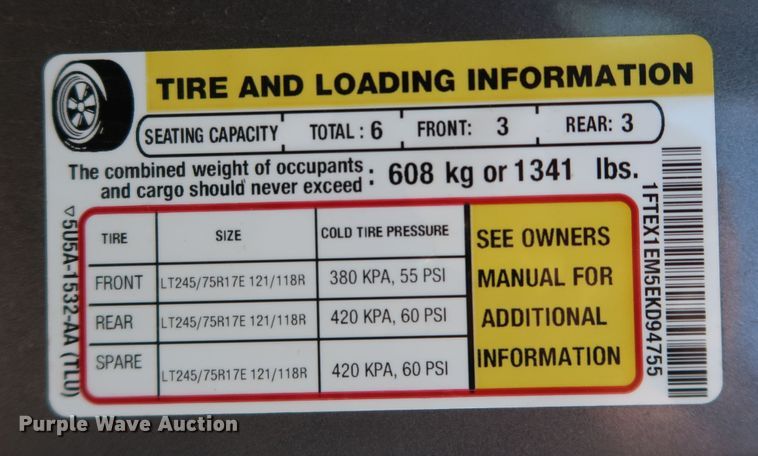 TIRE AND LOADING INFORMATION
SEATING CAPACITY TOTAL : 6 FRONT: 3 REAR: 3
The combined weight of occupants
and cargo should never exceed : 608 kg or 1341 lbs.
TIRE SIZE COLD TIRE PRESSURE
FRONT LT245/75R17E 121/118R 380 KPA, 55 PSI
REAR LT245/75R17E 121/118R 420 KPA, 60 PSI
SPARE LT245/75R17E 121/118R 420 KPA, 60 PSI
SEE OWNERS
MANUAL FOR
ADDITIONAL
INFORMATION
▽5U5A-1532-AA (TLU)
1FTEX1EM5EKD94755
Purple Wave Auction